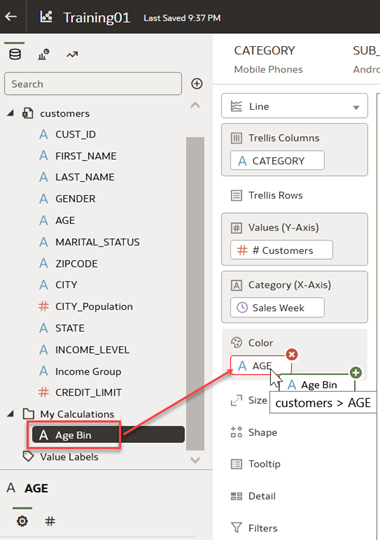 Training01
Last Saved 9:37 PM
Search
customers
A CUST_ID
A FIRST_NAME
A LAST_NAME
A GENDER
A AGE
A MARITAL_STATUS
A ZIPCODE
A CITY
# CITY_Population
A STATE
A INCOME_LEVEL
A Income Group
# CREDIT_LIMIT
My Calculations
A Age Bin
Value Labels
A AGE
#
CATEGORY
Mobile Phones
SUB_
Andro
Line
Trellis Columns
A CATEGORY
Trellis Rows
Values (Y-Axis)
# # Customers
Category (X-Axis)
Sales Week
Color
A AGE
A Age Bin
customers > AGE
Size
Shape
Tooltip
Detail
Filters